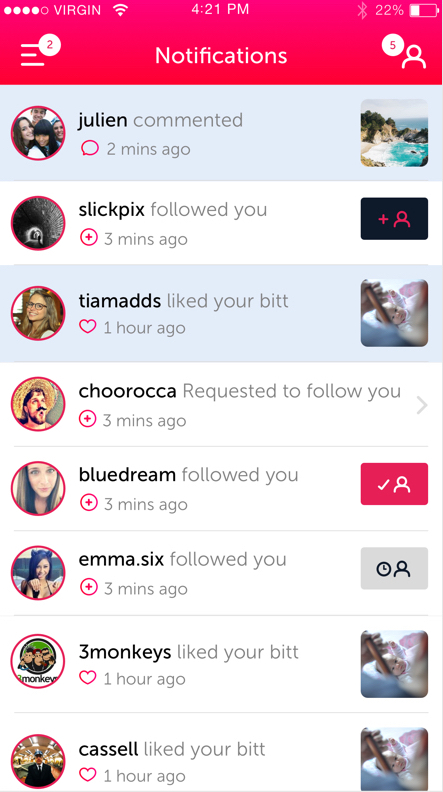 VIRGIN 4:21 PM 22%
2 Notifications 5
julien commented
2 mins ago
slickpix followed you
3 mins ago
tiamadds liked your bitt
1 hour ago
choorocca Requested to follow you
3 mins ago
bluedream followed you
3 mins ago
emma.six followed you
3 mins ago
3monkeys liked your bitt
3monkeys
1 hour ago
cassell liked your bitt
1 hour ago